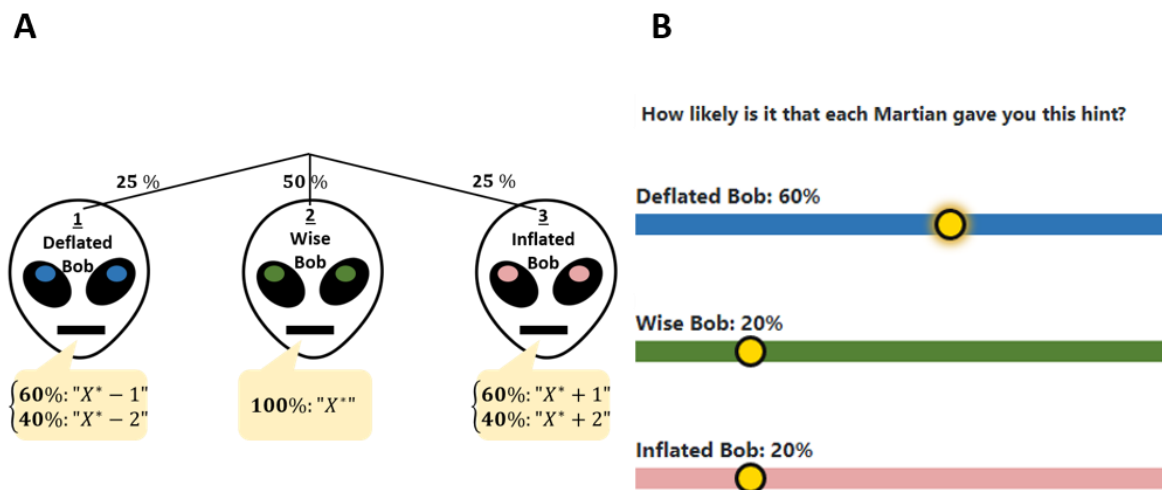 A
B
How likely is it that each Martian gave you this hint?
25 %
50 %
25 %
1
Deflated
Bob
2
Wise
Bob
3
Inflated
Bob
60%: "X* − 1"
40%: "X* − 2"
100%: "X*"
60%: "X* + 1"
40%: "X* + 2"
Deflated Bob: 60%
Wise Bob: 20%
Inflated Bob: 20%